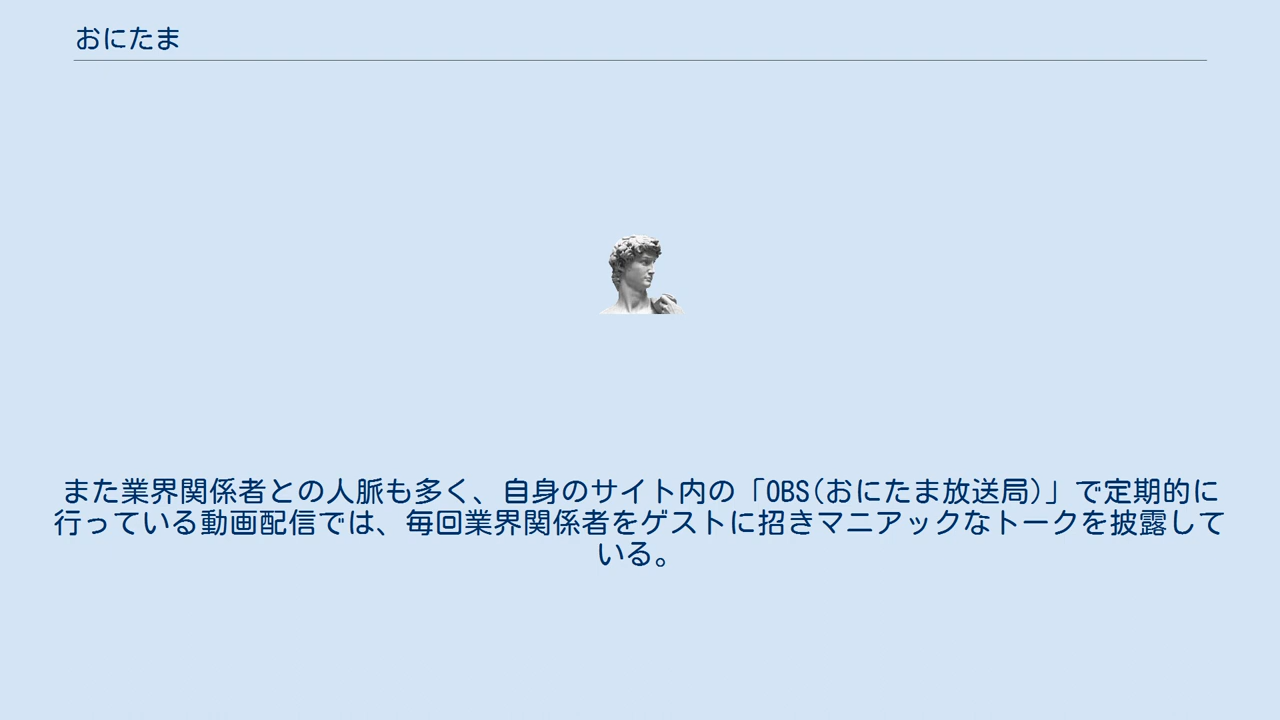 おにたま
また業界関係者との人脈も多く、自身のサイト内の「OBS(おにたま放送局)」で定期的に
行っている動画配信では、毎回業界関係者をゲストに招きマニアックなトークを披露して
いる。